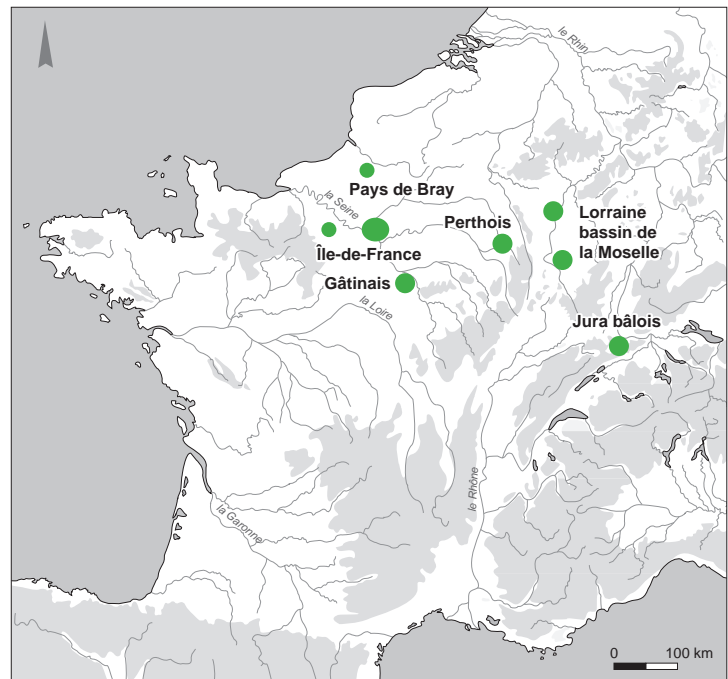 le Rhin
Pays de Bray
la Seine
Perthois
Lorraine
bassin de
la Moselle
Île-de-France
Gâtinais
la Loire
Jura bâlois
le Rhône
la Garonne
0 100 km